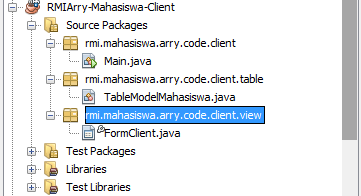 RMIArry-Mahasiswa-Client
Source Packages
rmi.mahasiswa.arry.code.client
Main.java
rmi.mahasiswa.arry.code.client.table
TableModelMahasiswa.java
rmi.mahasiswa.arry.code.client.view
FormClient.java
Test Packages
Libraries
Test Libraries